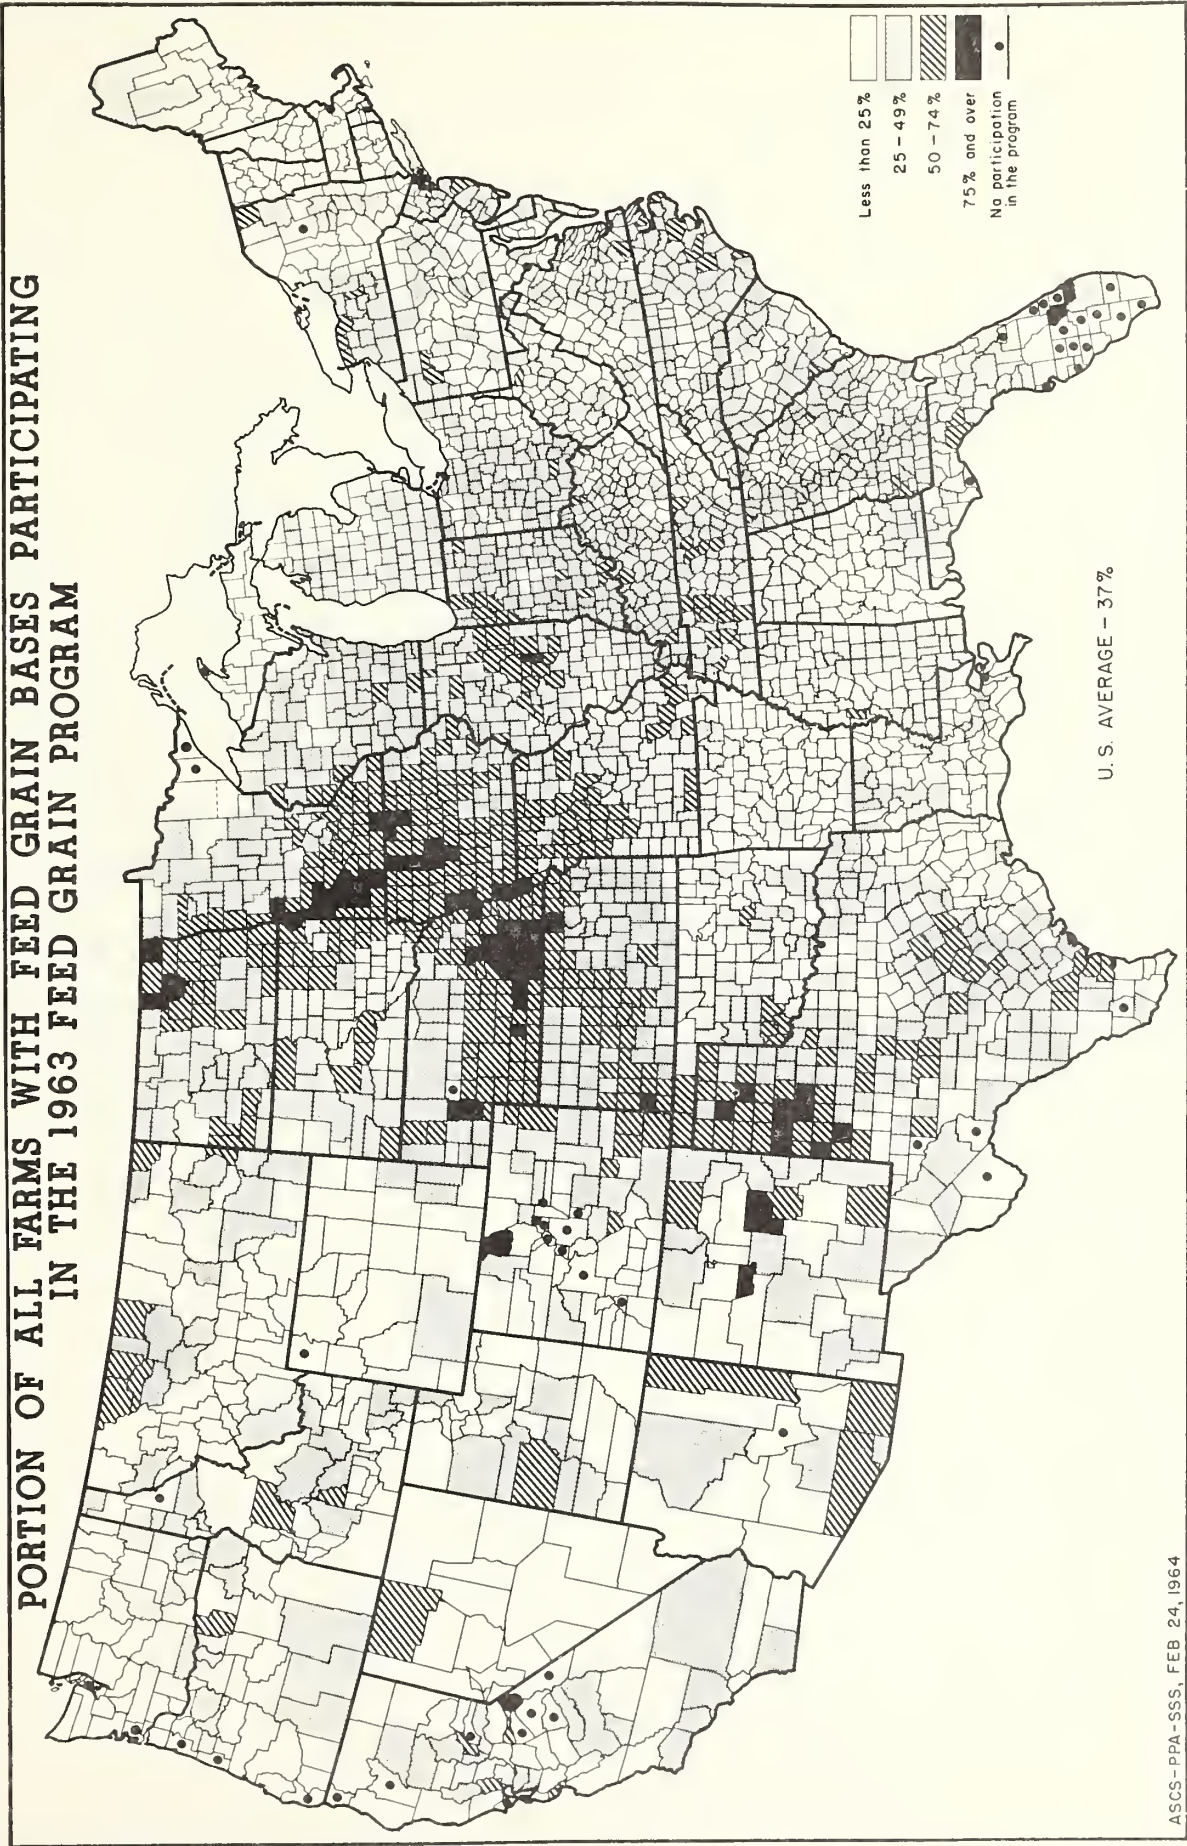 PORTION OF ALL FARMS WITH FEED GRAIN BASES PARTICIPATING
IN THE 1963 FEED GRAIN PROGRAM
Less than 25%
25-49%
50-74%
75% and over
Na participation
in the program
U.S. AVERAGE - 37%
ASCS-PPA-SSS, FEB 24, 1964